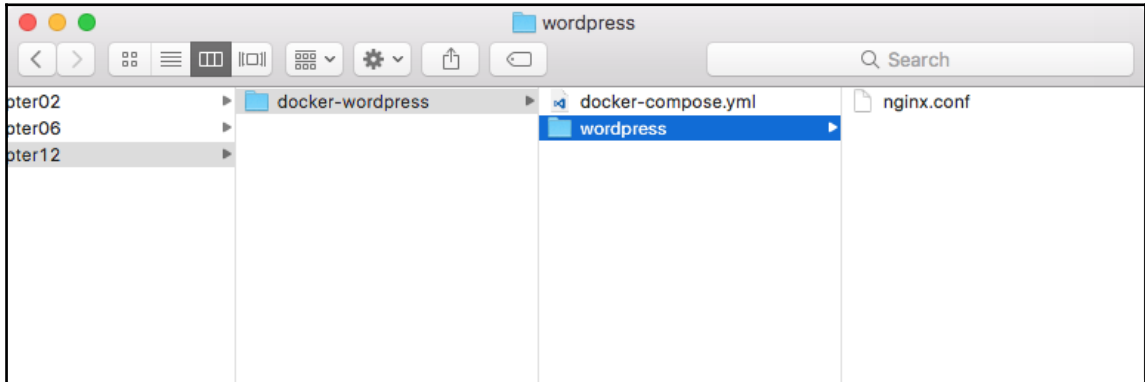 wordpress
Search
pter02
pter06
pter12
docker-wordpress
docker-compose.yml
wordpress
nginx.conf